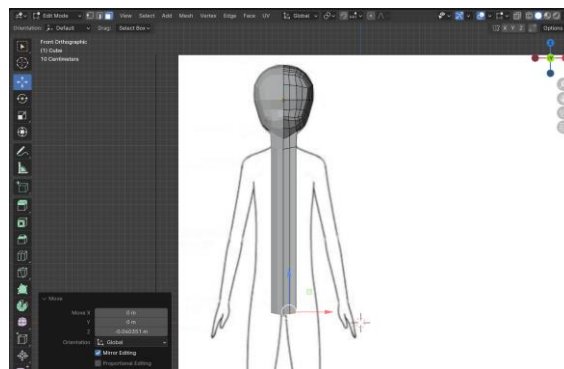 Edit Mode View Select Add Mesh Vertex Edge Face UV Global
Orientation: Default Drag: Select Box Options
Front Orthographic
(1) Cube
10 Centimeters
Move
Move X 0 m
Y 0 m
Orientation Global
Mirror Editing
Proportional Editing